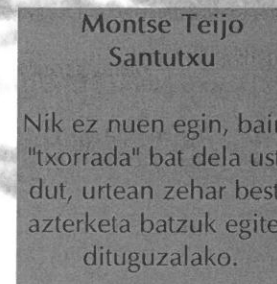 Montse Teijo
Santutxu
Nik ez nuen egin,
"txorrada" bat dela
dut, urtean zehar
azterketa batzuk
dituguzalako.